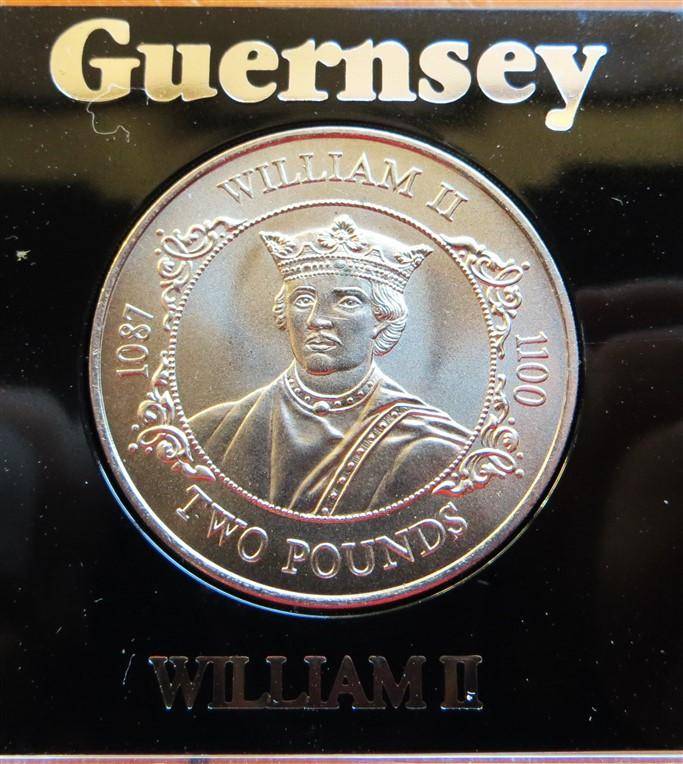 Guernsey
WILLIAM II
1087
1100
TWO POUNDS
WILLIAM II